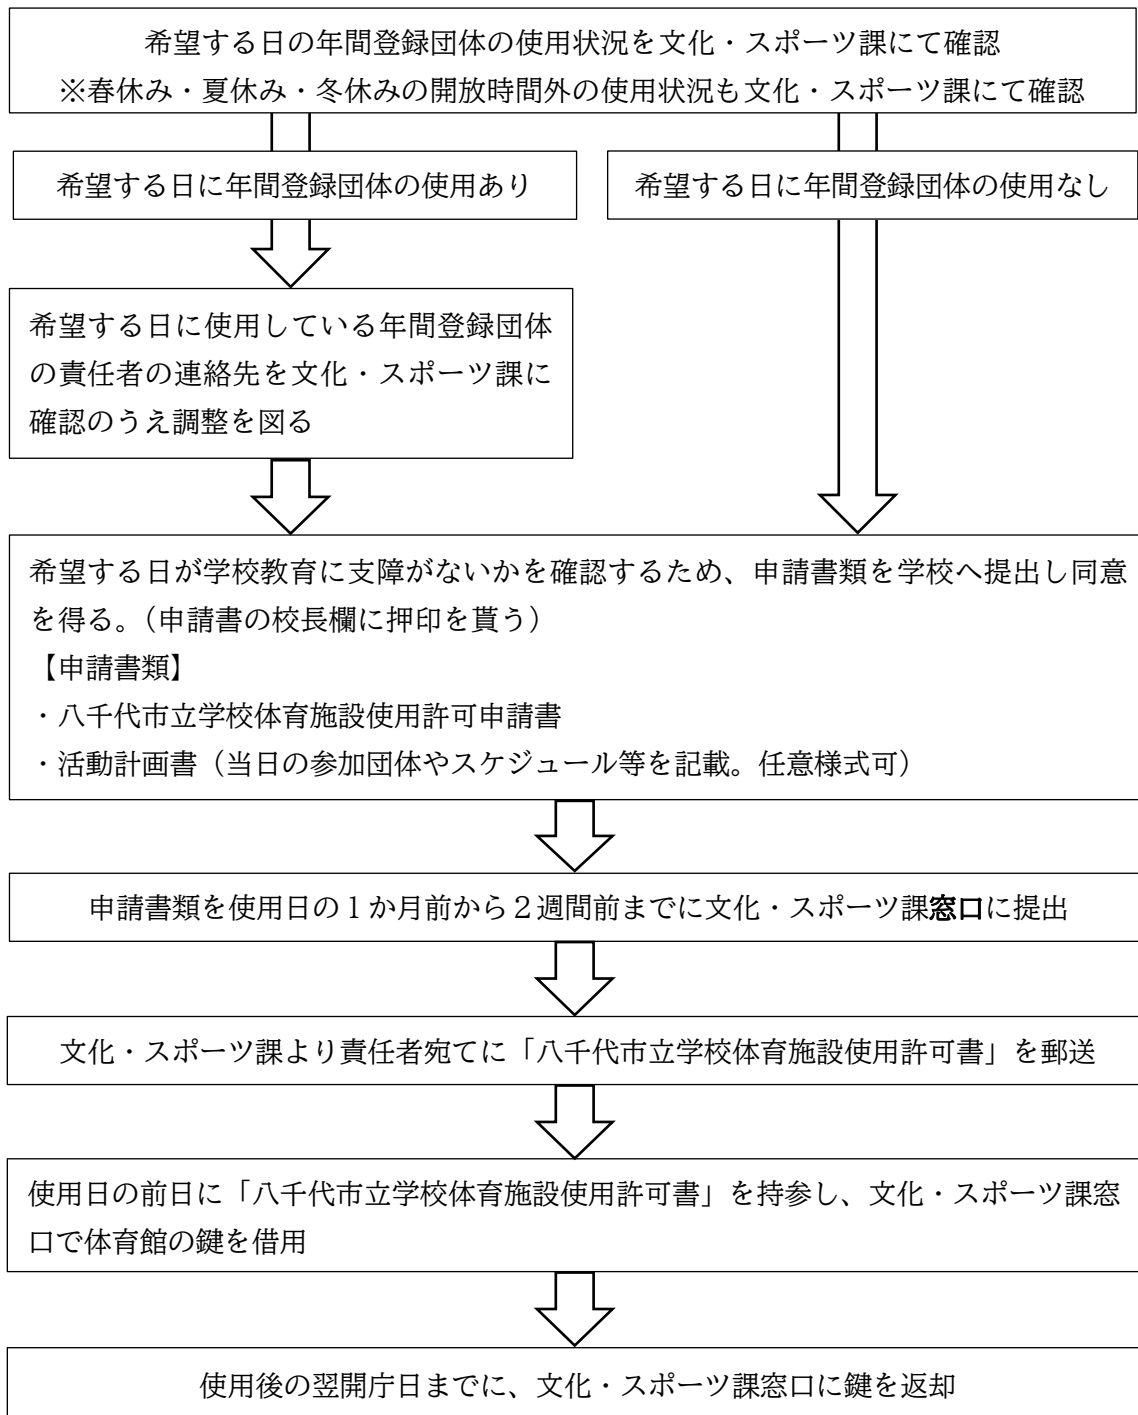 希望する日の年間登録団体の使用状況を文化・スポーツ課にて確認
※春休み・夏休み・冬休みの開放時間外の使用状況も文化・スポーツ課にて確認
希望する日に年間登録団体の使用あり
希望する日に年間登録団体の使用なし
希望する日に使用している年間登録団体
の責任者の連絡先を文化・スポーツ課に
確認のうえ調整を図る
希望する日が学校教育に支障がないかを確認するため、申請書類を学校へ提出し同意
を得る。（申請書の校長欄に押印を貰う）
【申請書類】
・八千代市立学校体育施設使用許可申請書
・活動計画書（当日の参加団体やスケジュール等を記載。任意様式可）
申請書類を使用日の１か月前から２週間前までに文化・スポーツ課窓口に提出
文化・スポーツ課より責任者宛てに「八千代市立学校体育施設使用許可書」を郵送
使用日の前日に「八千代市立学校体育施設使用許可書」を持参し、文化・スポーツ課窓
口で体育館の鍵を借用
使用後の翌開庁日までに、文化・スポーツ課窓口に鍵を返却